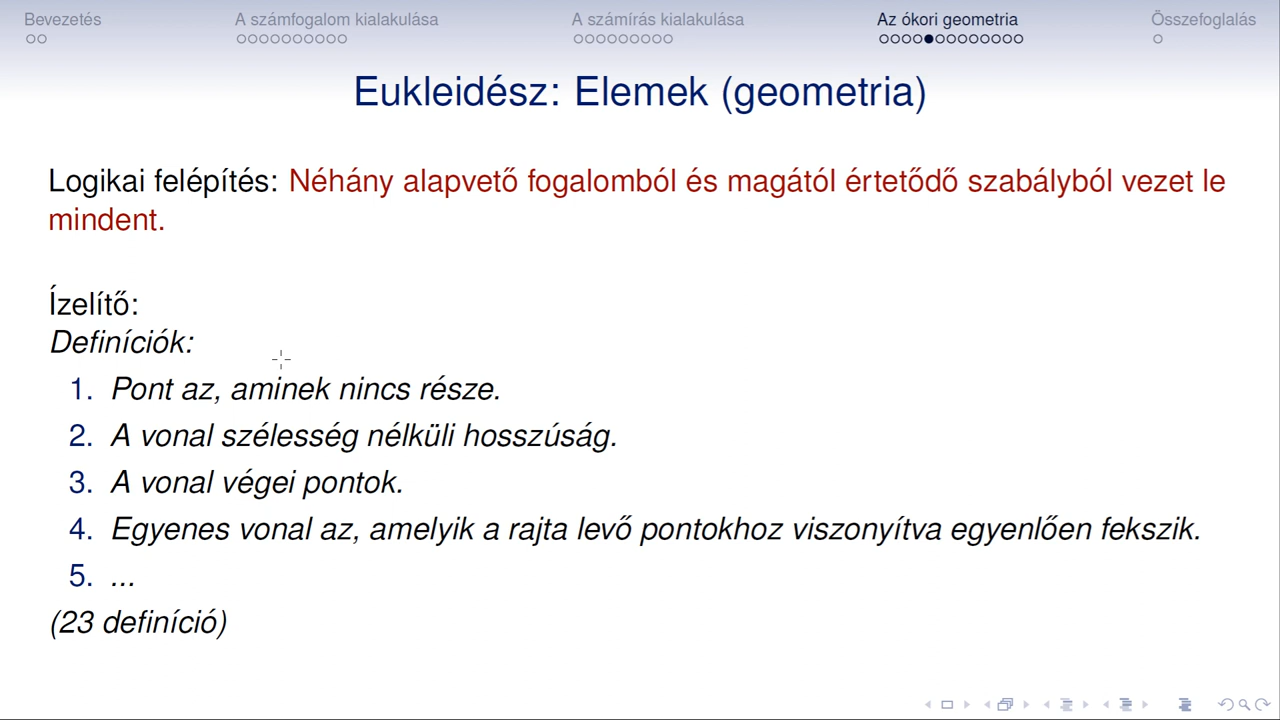 Bevezetés A számfogalom kialakulása A számírás kialakulása Az ókori geometria Összefoglalás
Eukleidész: Elemek (geometria)
Logikai felépítés: Néhány alapvető fogalomból és magától értetődő szabályból vezet le
mindent.
Ízelítő:
Definíciók:
1. Pont az, aminek nincs része.
2. A vonal szélesség nélküli hosszúság.
3. A vonal végei pontok.
4. Egyenes vonal az, amelyik a rajta levő pontokhoz viszonyítva egyenlően fekszik.
5. ...
(23 definíció)